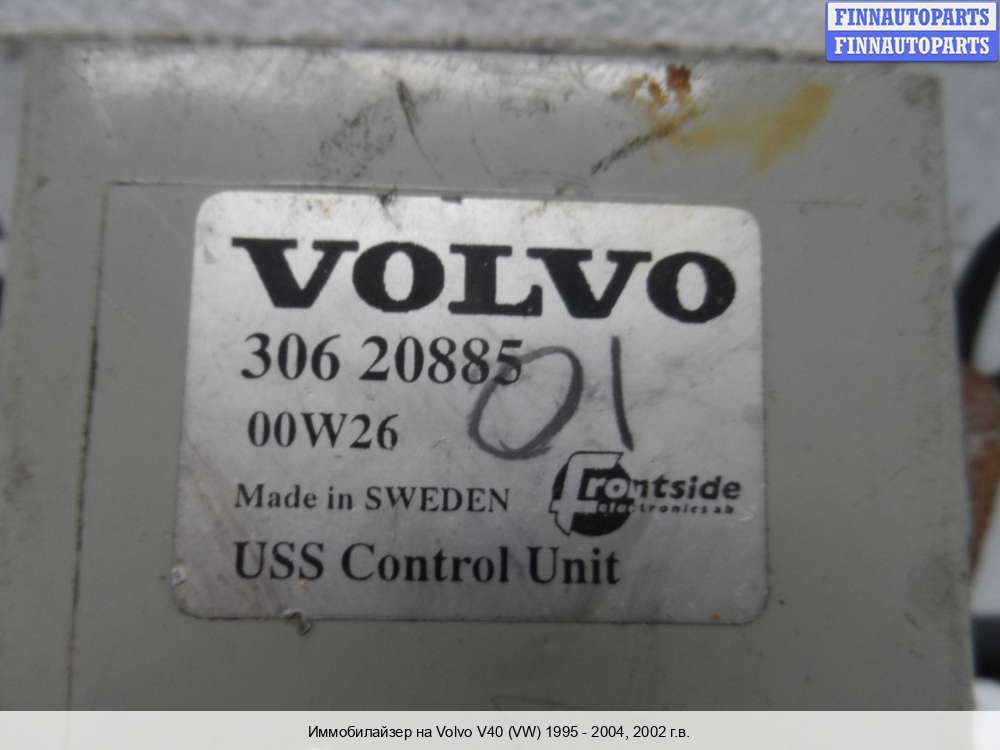 FINNAUTOPARTS
FINNAUTOPARTS
VOLVO
306 20885
01
00W26
Made in SWEDEN
Frontside
electronics ab
USS Control Unit
Иммобилайзер на Volvo V40 (VW) 1995 - 2004, 2002 г.в.